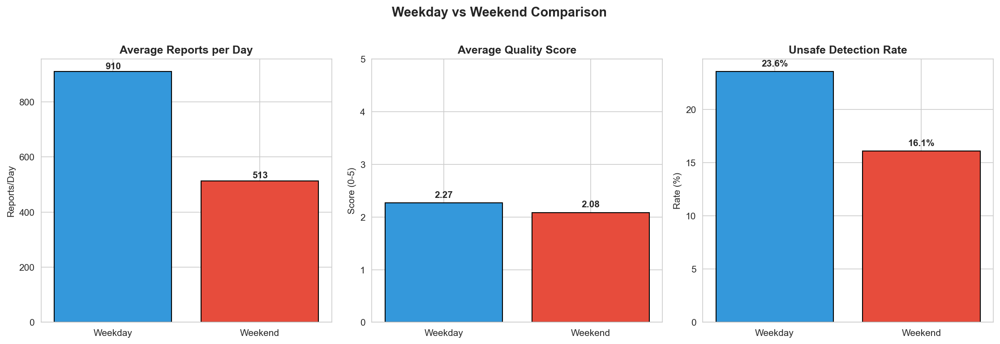 Weekday vs Weekend Comparison
Average Reports per Day
Reports/Day
800
600
400
200
0
910
513
Weekday
Weekend
Average Quality Score
Score (0-5)
5
4
3
2
1
0
2.27
2.08
Weekday
Weekend
Unsafe Detection Rate
Rate (%)
20
15
10
5
0
23.6%
16.1%
Weekday
Weekend